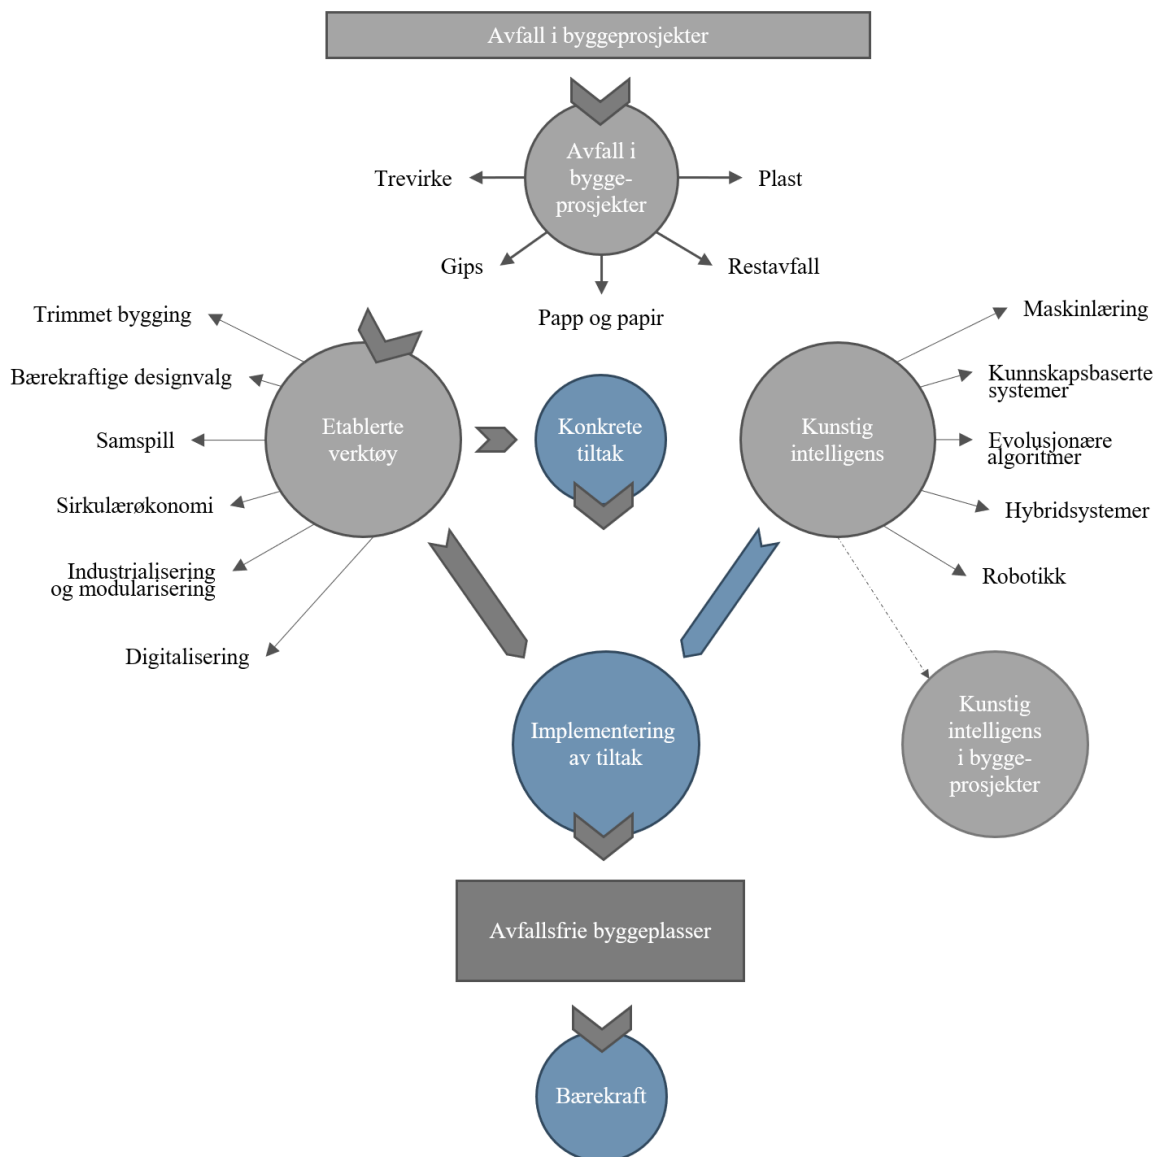 Avfall i byggeprosjekter
Avfall i
bygge-
prosjekter
Trevirke
Plast
Gips
Restavfall
Papp og papir
Trimmet bygging
Bærekraftige designvalg
Samspill
Sirkulærøkonomi
Industrialisering
og modularisering
Digitalisering
Etablerte
verktøy
Konkrete
tiltak
Kunstig
intelligens
Maskinlæring
Kunnskapsbaserte
systemer
Evolusjonære
algoritmer
Hybridsystemer
Robotikk
Implementering
av tiltak
Kunstig
intelligens
i bygge-
prosjekter
Avfallsfrie byggeplasser
Bærekraft